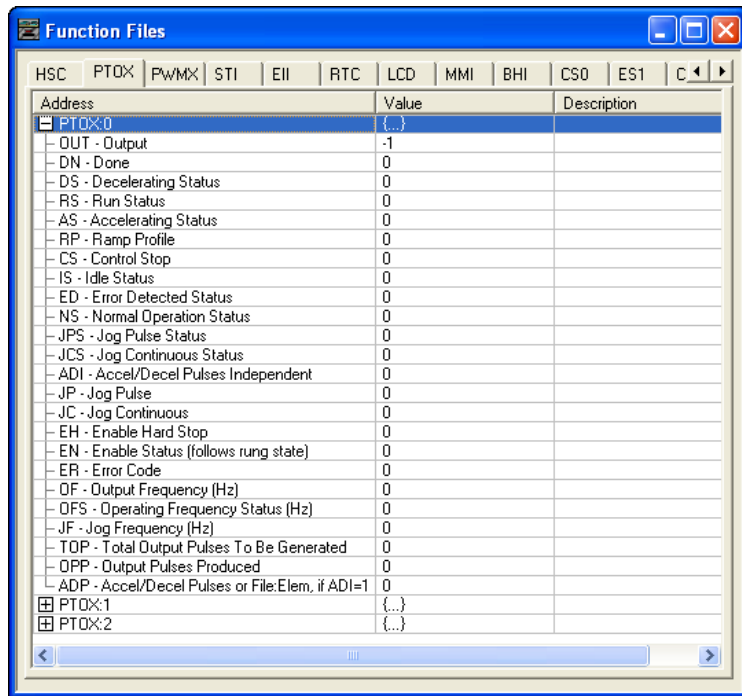 Function Files
HSC PTOX PWMX STI EII RTC LCD MMI BHI CS0 ES1 C
Address Value Description
PTOX:0 {...}
OUT - Output -1
DN - Done 0
DS - Decelerating Status 0
RS - Run Status 0
AS - Accelerating Status 0
RP - Ramp Profile 0
CS - Control Stop 0
IS - Idle Status 0
ED - Error Detected Status 0
NS - Normal Operation Status 0
JPS - Jog Pulse Status 0
JCS - Jog Continuous Status 0
ADI - Accel/Decel Pulses Independent 0
JP - Jog Pulse 0
JC - Jog Continuous 0
EH - Enable Hard Stop 0
EN - Enable Status (follows rung state) 0
ER - Error Code 0
OF - Output Frequency (Hz) 0
OFS - Operating Frequency Status (Hz) 0
JF - Jog Frequency (Hz) 0
TOP - Total Output Pulses To Be Generated 0
OPP - Output Pulses Produced 0
ADP - Accel/Decel Pulses or File:Elem, if ADI=1 0
PTOX:1 {...}
PTOX:2 {...}